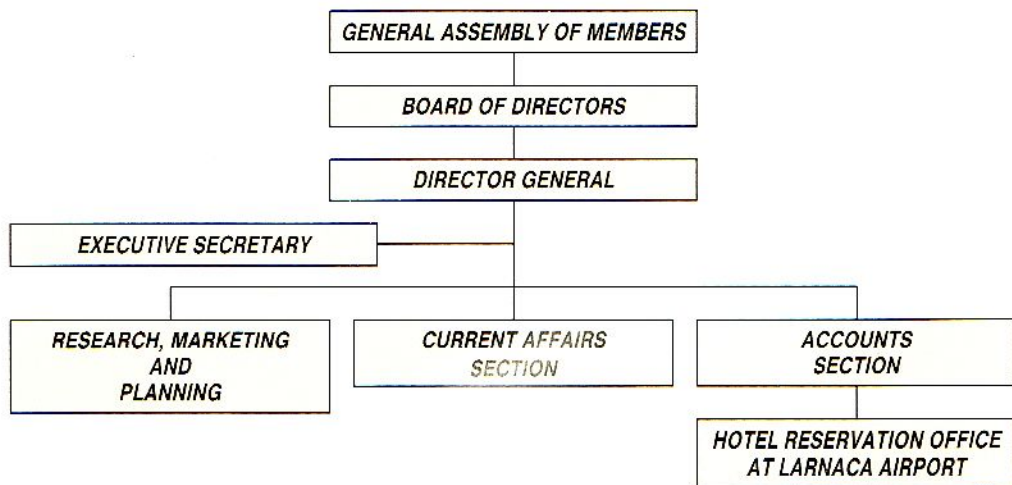 GENERAL ASSEMBLY OF MEMBERS
BOARD OF DIRECTORS
DIRECTOR GENERAL
EXECUTIVE SECRETARY
RESEARCH, MARKETING
AND
PLANNING
CURRENT AFFAIRS
SECTION
ACCOUNTS
SECTION
HOTEL RESERVATION OFFICE
AT LARNACA AIRPORT